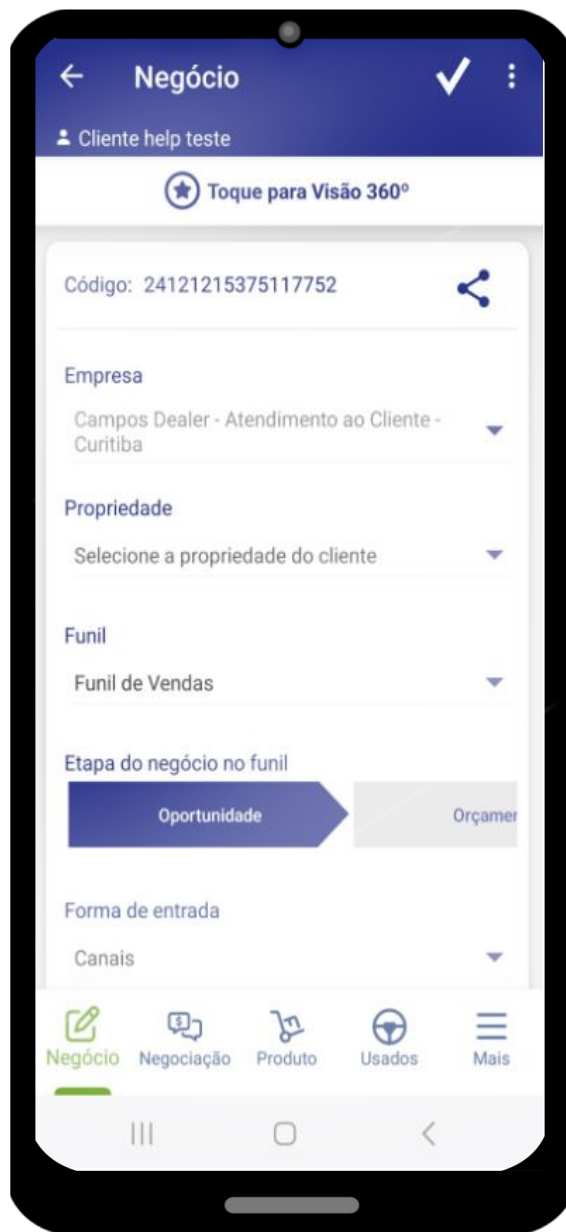 Negócio
Cliente help teste
Toque para Visão 360º
Código: 24121215375117752
Empresa
Campos Dealer - Atendimento ao Cliente -
Curitiba
Propriedade
Selecione a propriedade do cliente
Funil
Funil de Vendas
Etapa do negócio no funil
Oportunidade Orçamen
Forma de entrada
Canais
Negócio Negociação Produto Usados Mais